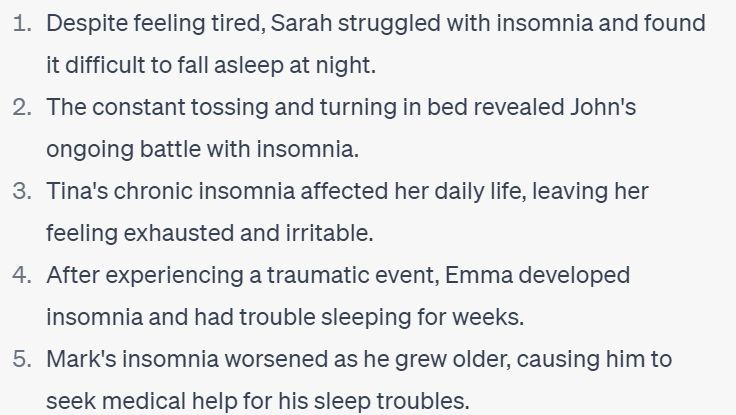 1. Despite feeling tired, Sarah struggled with insomnia and found
it difficult to fall asleep at night.
2. The constant tossing and turning in bed revealed John's
ongoing battle with insomnia.
3. Tina's chronic insomnia affected her daily life, leaving her
feeling exhausted and irritable.
4. After experiencing a traumatic event, Emma developed
insomnia and had trouble sleeping for weeks.
5. Mark's insomnia worsened as he grew older, causing him to
seek medical help for his sleep troubles.